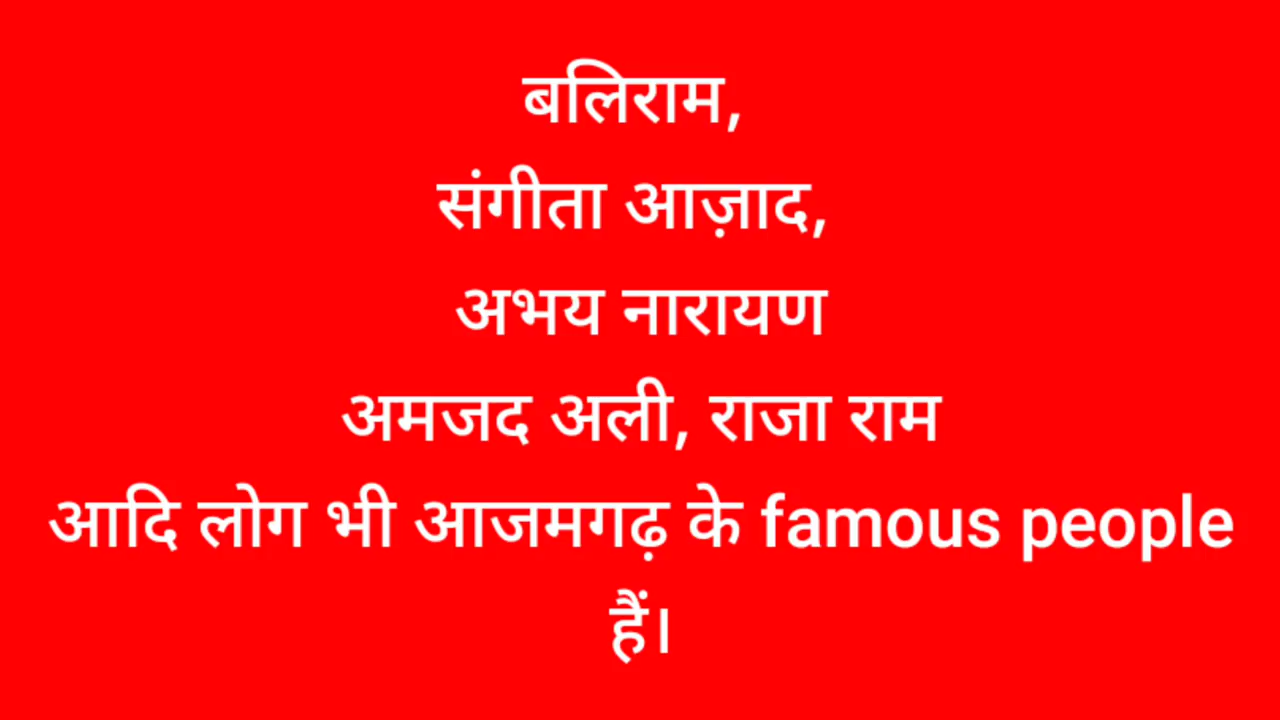 बलिराम,
संगीता आज़ाद,
अभय नारायण
अमजद अली, राजा राम
आदि लोग भी आजमगढ़ के famous people
हैं।